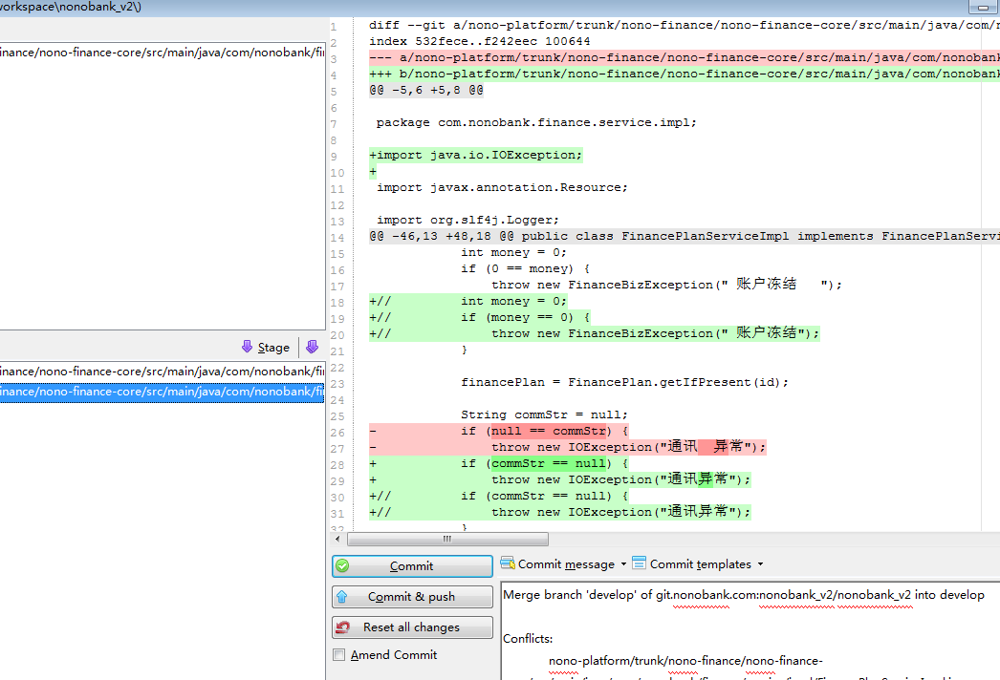 workspace\nonobank_v2\)
inance/nono-finance-core/src/main/java/com/nonobank/fi
Stage
inance/nono-finance-core/src/main/java/com/nonobank/fi
inance/nono-finance-core/src/main/java/com/nonobank/fi
1 diff --git a/nono-platform/trunk/nono-finance/nono-finance-core/src/main/java/com/
2 index 532fece..f242eec 100644
3 --- a/nono-platform/trunk/nono-finance/nono-finance-core/src/main/java/com/nonobank
4 +++ b/nono-platform/trunk/nono-finance/nono-finance-core/src/main/java/com/nonobank
5 @@ -5,6 +5,8 @@
6
7 package com.nonobank.finance.service.impl;
8
9 +import java.io.IOException;
10 +
11 import javax.annotation.Resource;
12
13 import org.slf4j.Logger;
14 @@ -46,13 +48,18 @@ public class FinancePlanServiceImpl implements FinancePlanServi
15 int money = 0;
16 if (0 == money) {
17 throw new FinanceBizException(" 账户冻结   ");
18 +// int money = 0;
19 +// if (money == 0) {
20 +// throw new FinanceBizException(" 账户冻结");
21 }
22
23 financePlan = FinancePlan.getIfPresent(id);
24
25 String commStr = null;
26 - if (null == commStr) {
27 - throw new IOException("通讯  异常");
28 + if (commStr == null) {
29 + throw new IOException("通讯异常");
30 +// if (commStr == null) {
31 +// throw new IOException("通讯异常");
32 }
Commit
Commit & push
Reset all changes
Amend Commit
Commit message
Commit templates
Merge branch 'develop' of git.nonobank.com:nonobank_v2/nonobank_v2 into develop
Conflicts:
nono-platform/trunk/nono-finance/nono-finance-